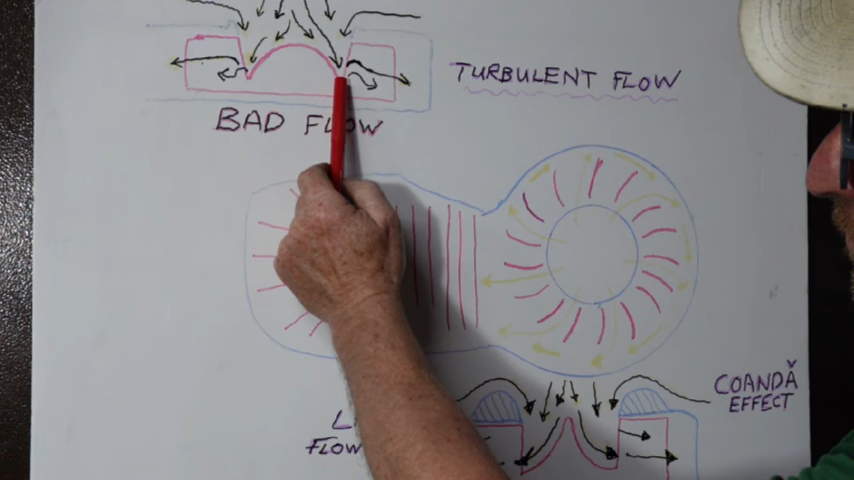 TURBULENT FLOW
BAD FLOW
COANDĂ
EFFECT
FLOW